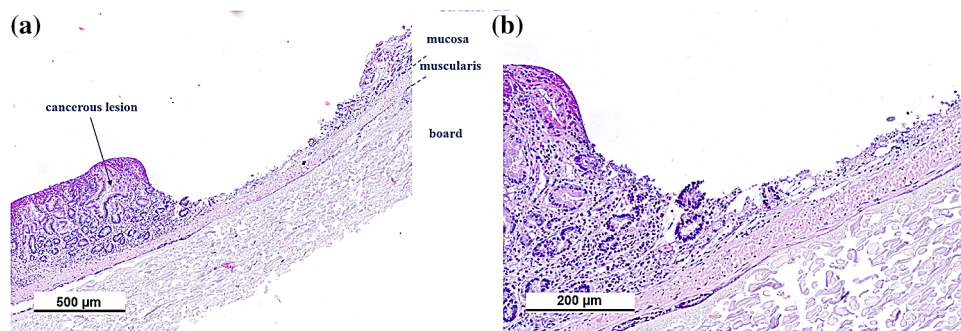 (a)
mucosa
muscularis
cancerous lesion
board
500 µm
(b)
200 µm